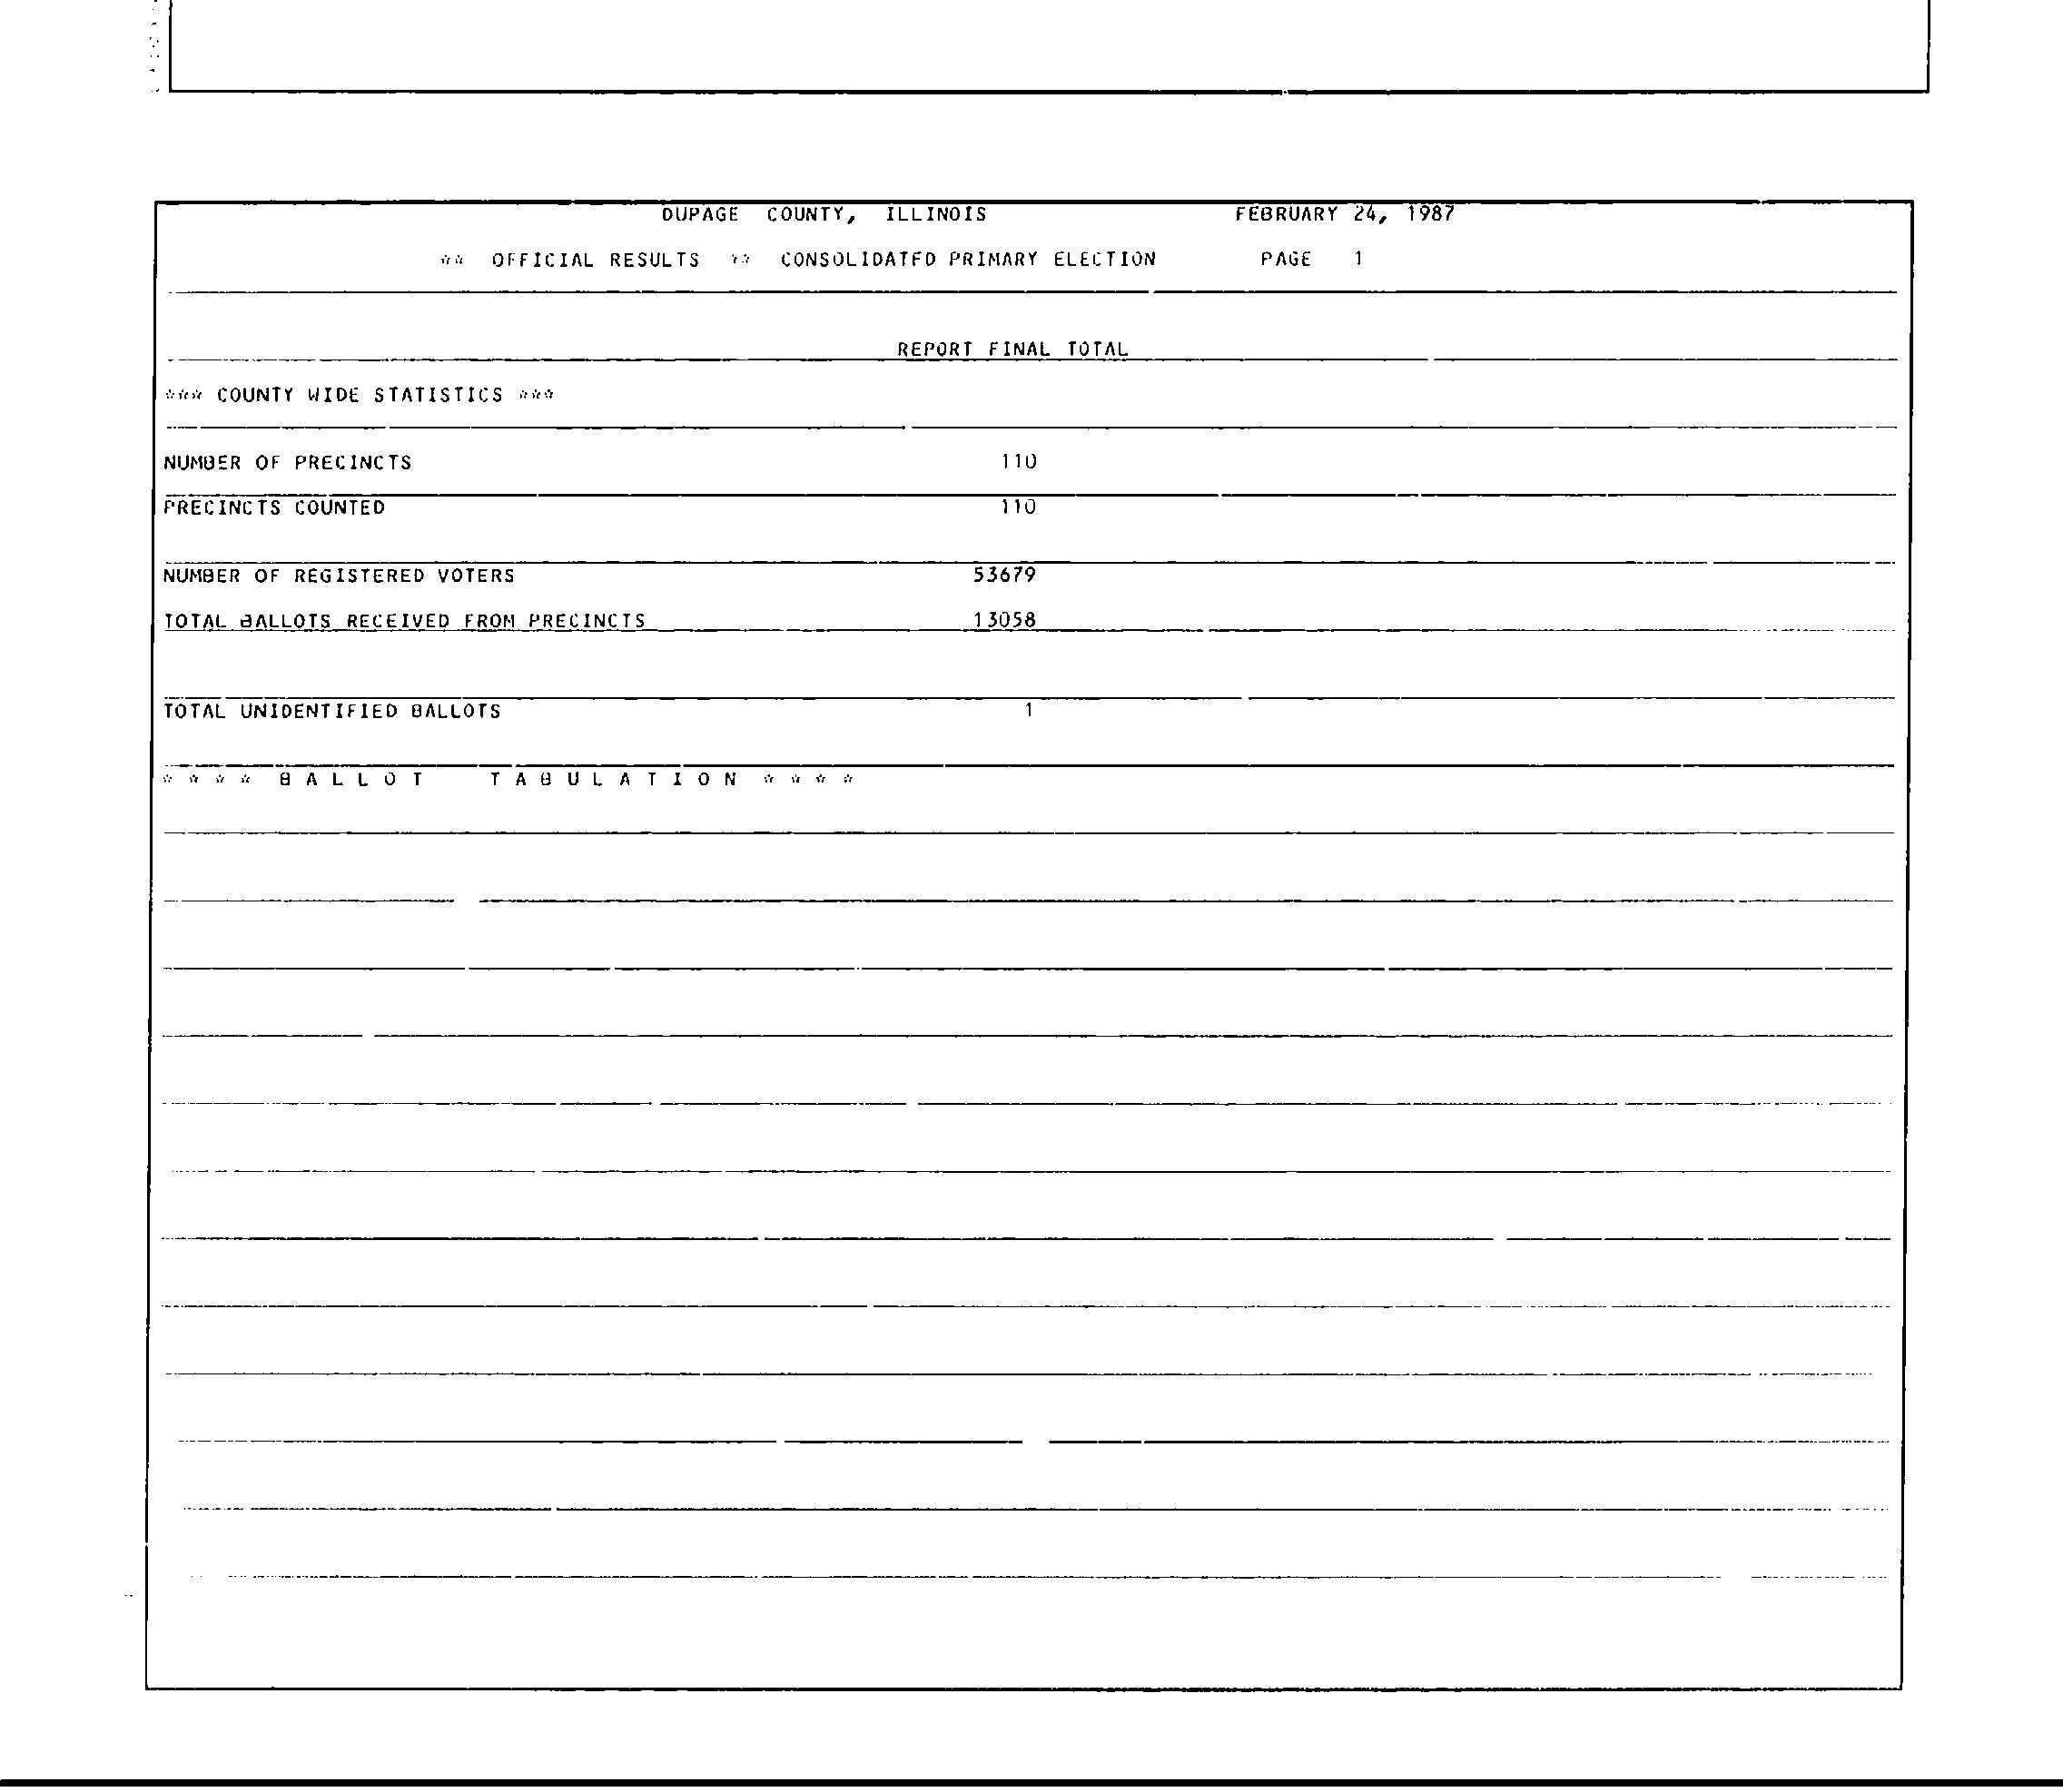 DUPAGE COUNTY, ILLINOIS FEBRUARY 24, 1987
** OFFICIAL RESULTS ** CONSOLIDATED PRIMARY ELECTION PAGE 1
REPORT FINAL TOTAL
*** COUNTY WIDE STATISTICS ***
NUMBER OF PRECINCTS 110
PRECINCTS COUNTED 110
NUMBER OF REGISTERED VOTERS 53679
TOTAL BALLOTS RECEIVED FROM PRECINCTS 13058
TOTAL UNIDENTIFIED BALLOTS 1
* * * * B A L L O T T A B U L A T I O N * * * *